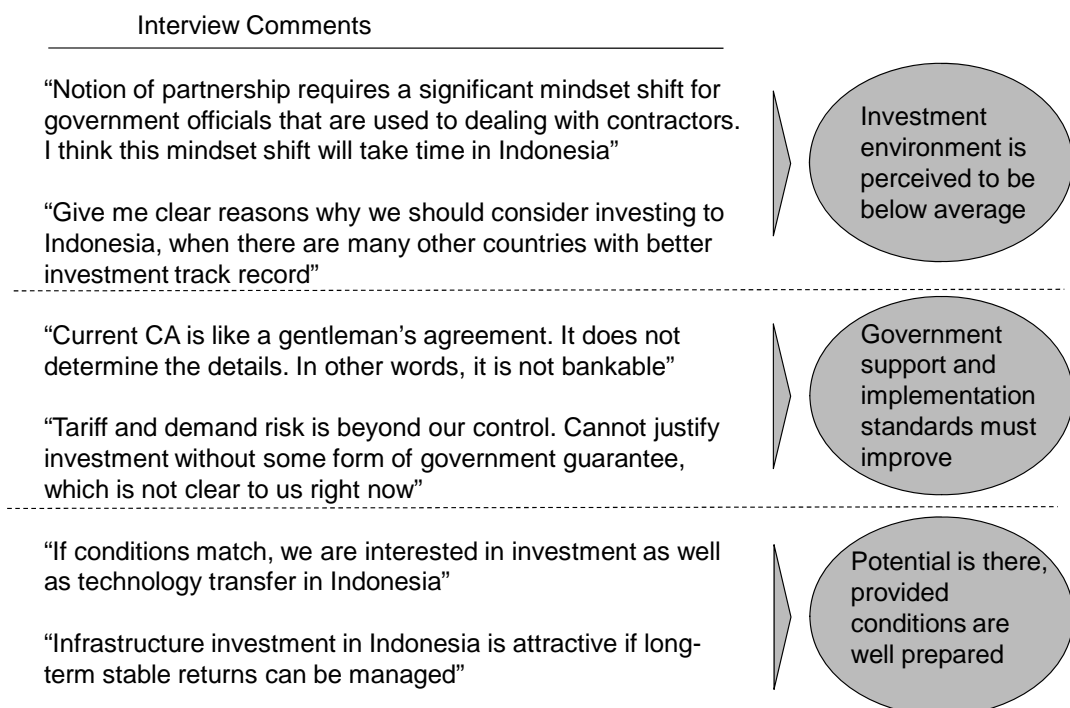 Interview Comments
“Notion of partnership requires a significant mindset shift for
government officials that are used to dealing with contractors.
I think this mindset shift will take time in Indonesia”
“Give me clear reasons why we should consider investing to
Indonesia, when there are many other countries with better
investment track record”
Investment
environment is
perceived to be
below average
“Current CA is like a gentleman’s agreement. It does not
determine the details. In other words, it is not bankable”
“Tariff and demand risk is beyond our control. Cannot justify
investment without some form of government guarantee,
which is not clear to us right now”
Government
support and
implementation
standards must
improve
“If conditions match, we are interested in investment as well
as technology transfer in Indonesia”
“Infrastructure investment in Indonesia is attractive if long-
term stable returns can be managed”
Potential is there,
provided
conditions are
well prepared